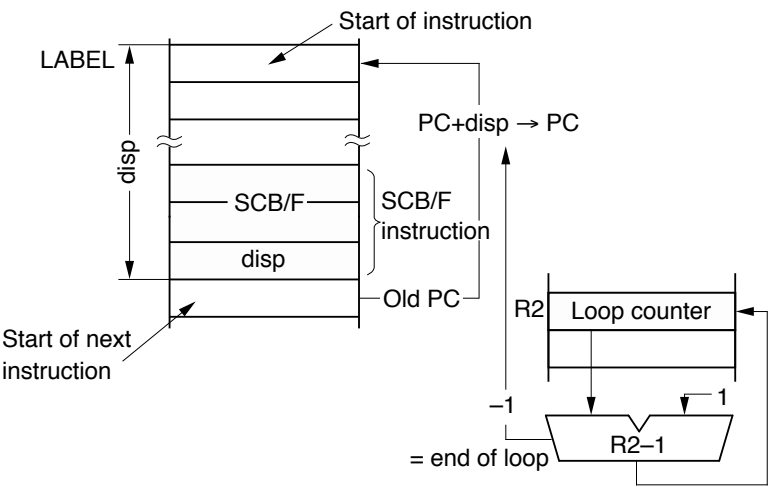 Start of instruction
LABEL
PC+disp → PC
disp
SCB/F
SCB/F
instruction
disp
Old PC
R2
Loop counter
Start of next
instruction
–1
1
R2–1
= end of loop